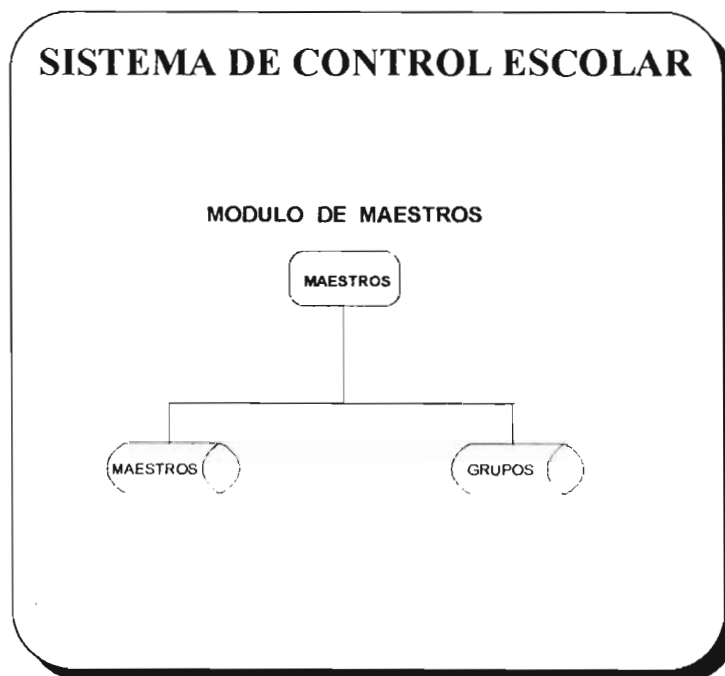 SISTEMA DE CONTROL ESCOLAR
MODULO DE MAESTROS
MAESTROS
MAESTROS
GRUPOS